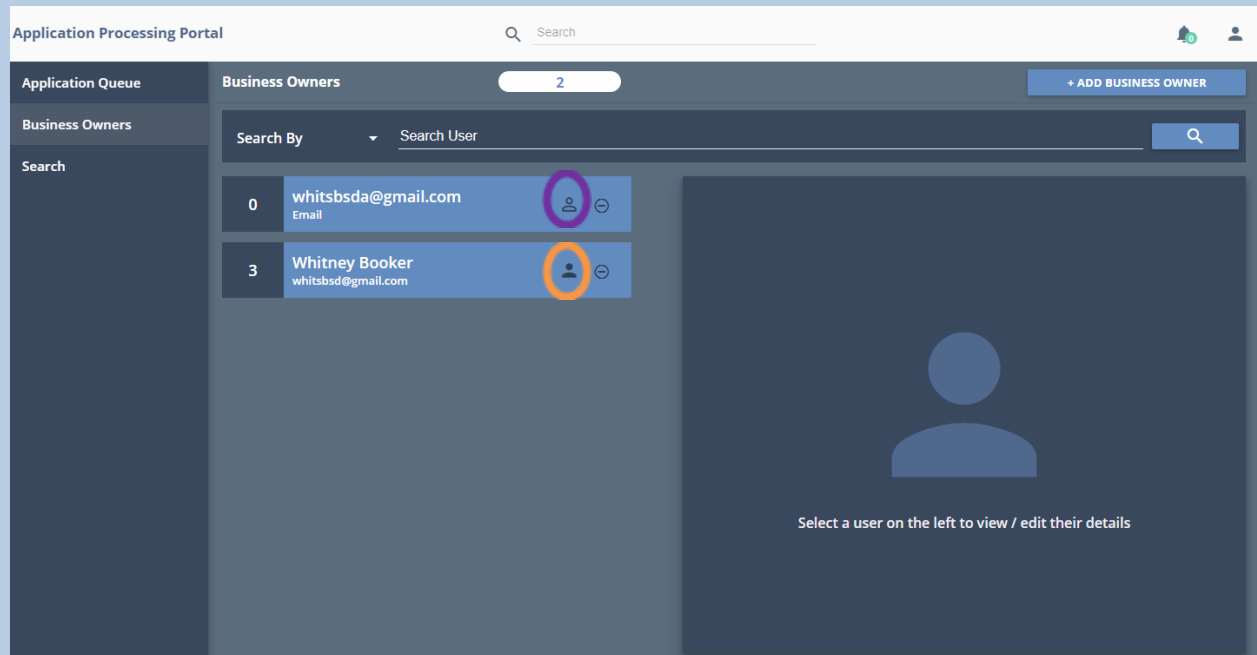 Application Processing Portal
Search
0
Application Queue
Business Owners
Search
Business Owners
2
+ ADD BUSINESS OWNER
Search By
Search User
0
whitsbsda@gmail.com
Email
3
Whitney Booker
whitsbsd@gmail.com
Select a user on the left to view / edit their details